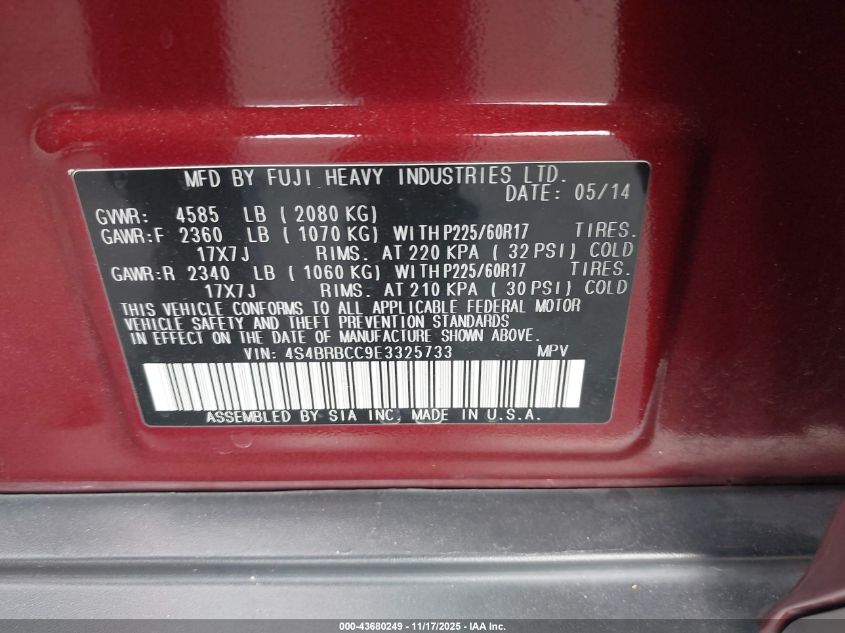 MFD BY FUJI HEAVY INDUSTRIES LTD.
DATE: 05/14
GVWR: 4585 LB ( 2080 KG)
GAWR:F 2360 LB ( 1070 KG) WITH P225/60R17 TIRES.
17X7J RIMS. AT 220 KPA ( 32 PSI) COLD
GAWR:R 2340 LB ( 1060 KG) WITH P225/60R17 TIRES.
17X7J RIMS. AT 210 KPA ( 30 PSI) COLD
THIS VEHICLE CONFORMS TO ALL APPLICABLE FEDERAL MOTOR
VEHICLE SAFETY AND THEFT PREVENTION STANDARDS
IN EFFECT ON THE DATE OF MANUFACTURE SHOWN ABOVE.
VIN: 4S4BRBCC9E3325733 MPV
ASSEMBLED BY SIA INC. MADE IN U.S.A.
000-43680249 - 11/17/2025 - IAA Inc.